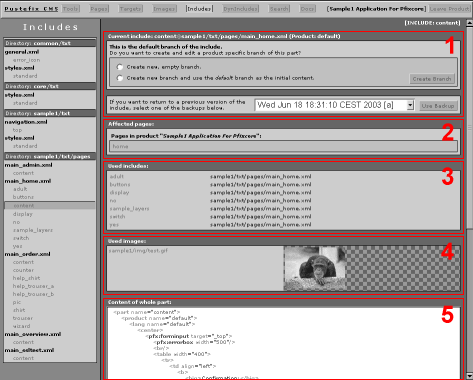 Pustefix CMS
Top
Pages
Targets
Images
[Includes]
DynIncludes
Search
Docs
[Sample Application For Pfixcore]
Leave Product
Includes
[INCLUDE: content]
Directory: common/txt
general.xml
error_icon
styles.xml
standard
Directory: core/txt
styles.xml
standard
Directory: sample1/txt
navigation.xml
top
styles.xml
standard
Directory: sample1/txt/pages
main_admin.xml
content
main_home.xml
adult
buttons
content
display
no
sample_layers
switch
yes
main_order.xml
content
counter
help_shirt
help_trouser_a
help_trouser_b
shirt
trouser
wizard
main_overview.xml
content
main_sdtest.xml
content
Current include: content@sample1/txt/pages/main_home.xml (Product: default)
1
This is the default branch of the include.
Do you want to create and edit a product specific branch of this part?
Create new, empty branch.
Create new branch and use the default branch as the initial content.
Create Branch
If you want to return to a previous version of the
include, select one of the backups below.
Wed Jun 18 18:31:10 CEST 2003 [a]
Use Backup
Affected pages:
2
Pages in product "Sample1 Application For Pfixcore":
home
Used includes:
3
adult sample1/txt/pages/main_home.xml
buttons sample1/txt/pages/main_home.xml
display sample1/txt/pages/main_home.xml
no sample1/txt/pages/main_home.xml
sample_layers sample1/txt/pages/main_home.xml
switch sample1/txt/pages/main_home.xml
yes sample1/txt/pages/main_home.xml
Used images:
4
sample1/img/test.gif
Content of whole part:
5
<part name="content">
<product name="default">
<lang name="default">
<center>
<pfx:forminput target="_top">
<pfx:errorbox width="500"/>
<br/>
<table width="400">
<tr>
<td align="left">
<b>
<h1>Confirmation</h1>